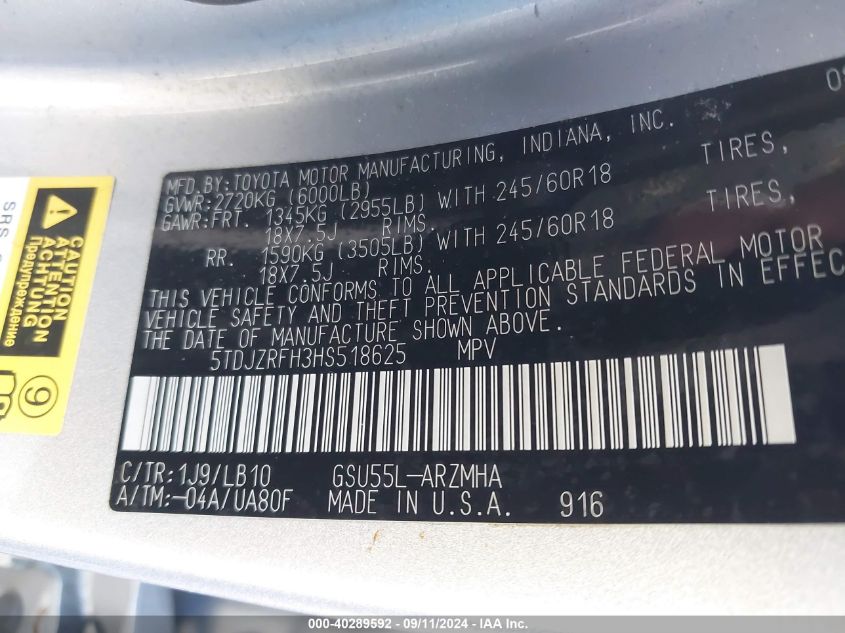 MFD.BY:TOYOTA MOTOR MANUFACTURING, INDIANA, INC.
GVWR:2720KG (6000LB)
GAWR:FRT. 1345KG (2955LB) WITH 245/60R18 TIRES,
18X7.5J RIMS.
RR. 1590KG (3505LB) WITH 245/60R18 TIRES,
18X7.5J RIMS.
THIS VEHICLE CONFORMS TO ALL APPLICABLE FEDERAL MOTOR
VEHICLE SAFETY AND THEFT PREVENTION STANDARDS IN EFFEC
THE DATE OF MANUFACTURE SHOWN ABOVE.
5TDJZRFH3HS518625 MPV
C/TR:1J9/LB10 GSU55L-ARZMHA
A/TM:-04A/UA80F MADE IN U.S.A. 916
SRS
CAUTION
ATTENTION
ACHTUNG
Предупреждение
9
000-40289592 - 09/11/2024 - IAA Inc.